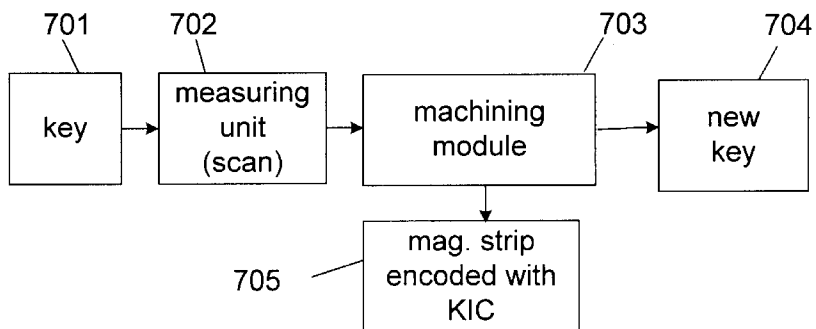 701
702
703
704
key
measuring
unit
(scan)
machining
module
new
key
705
mag. strip
encoded with
KIC